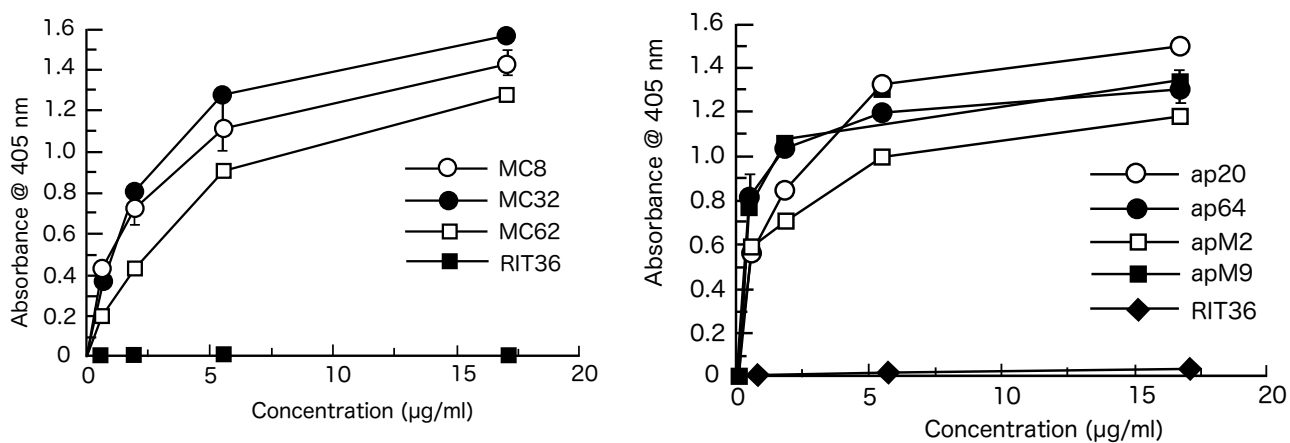 Absorbance @ 405 nm
1.6
1.4
1.2
1.0
0.8
0.6
0.4
0.2
0
0
5
10
15
20
Concentration (µg/ml)
MC8
MC32
MC62
RIT36
Absorbance @ 405 nm
1.6
1.4
1.2
1.0
0.8
0.6
0.4
0.2
0
0
5
10
15
20
Concentration (µg/ml)
ap20
ap64
apM2
apM9
RIT36